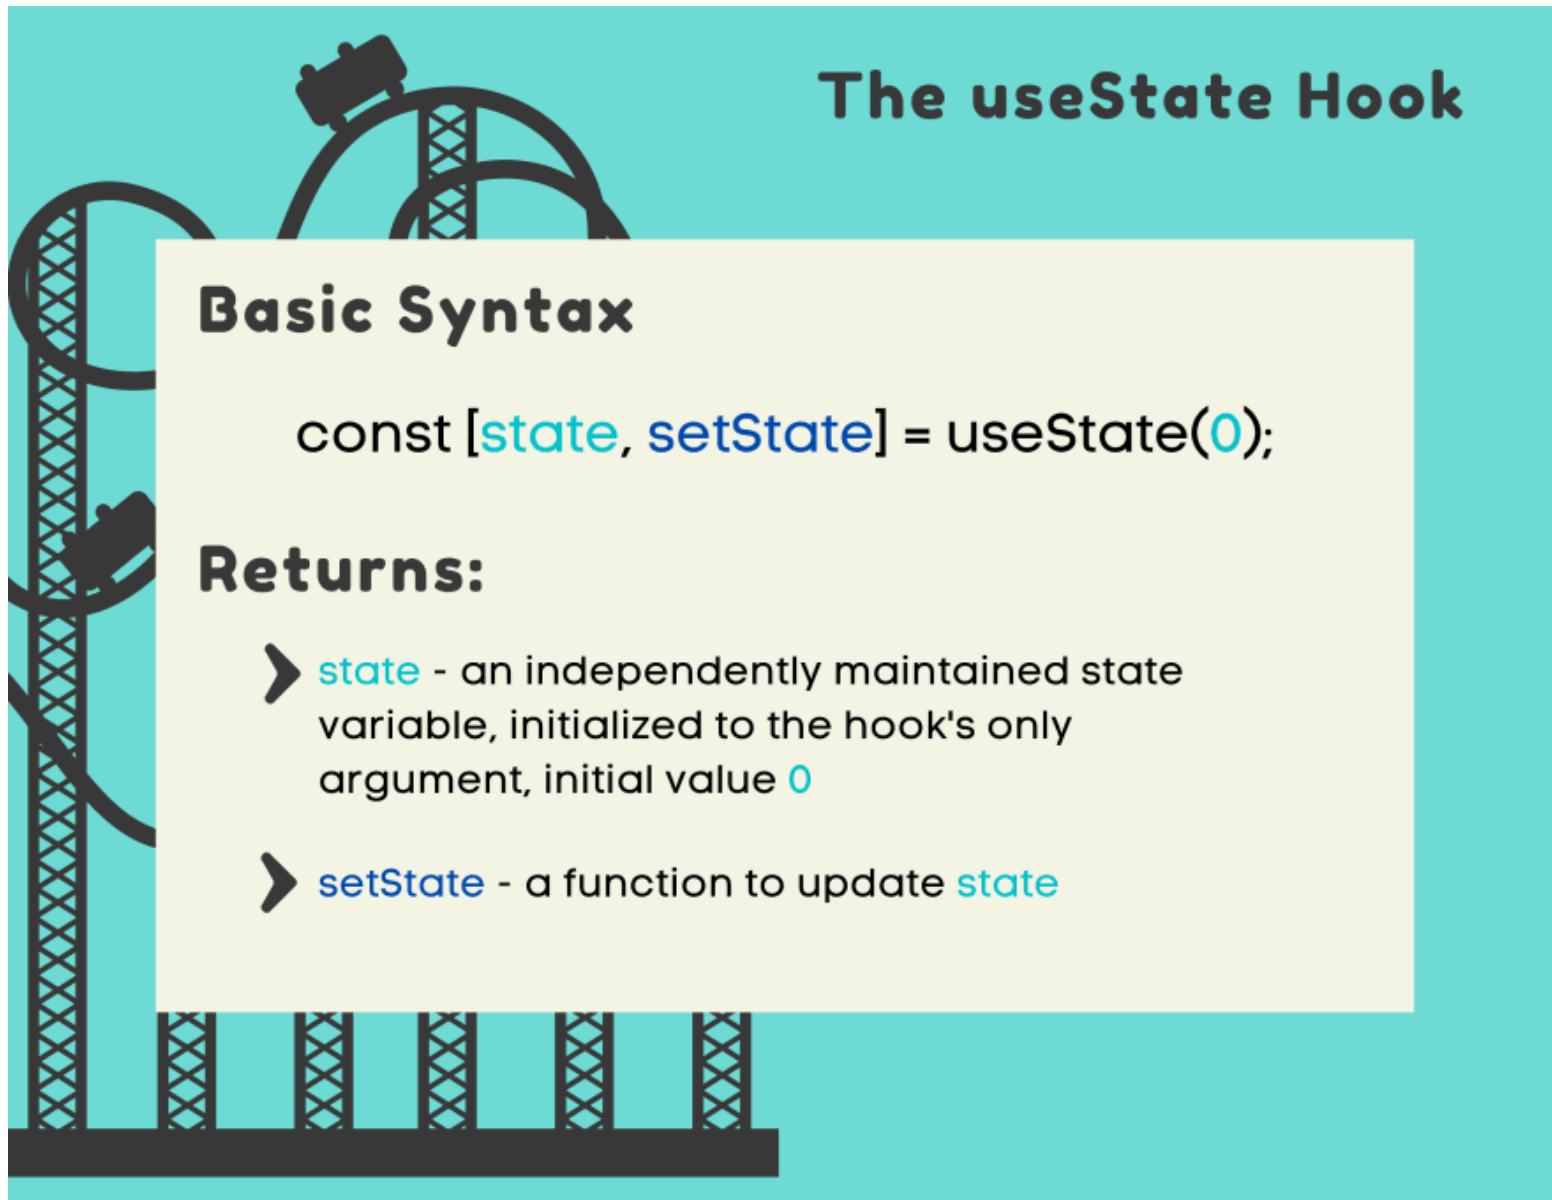 The useState Hook
Basic Syntax
const [state, setState] = useState(0);
Returns:
state - an independently maintained state
variable, initialized to the hook's only
argument, initial value 0
setState - a function to update state